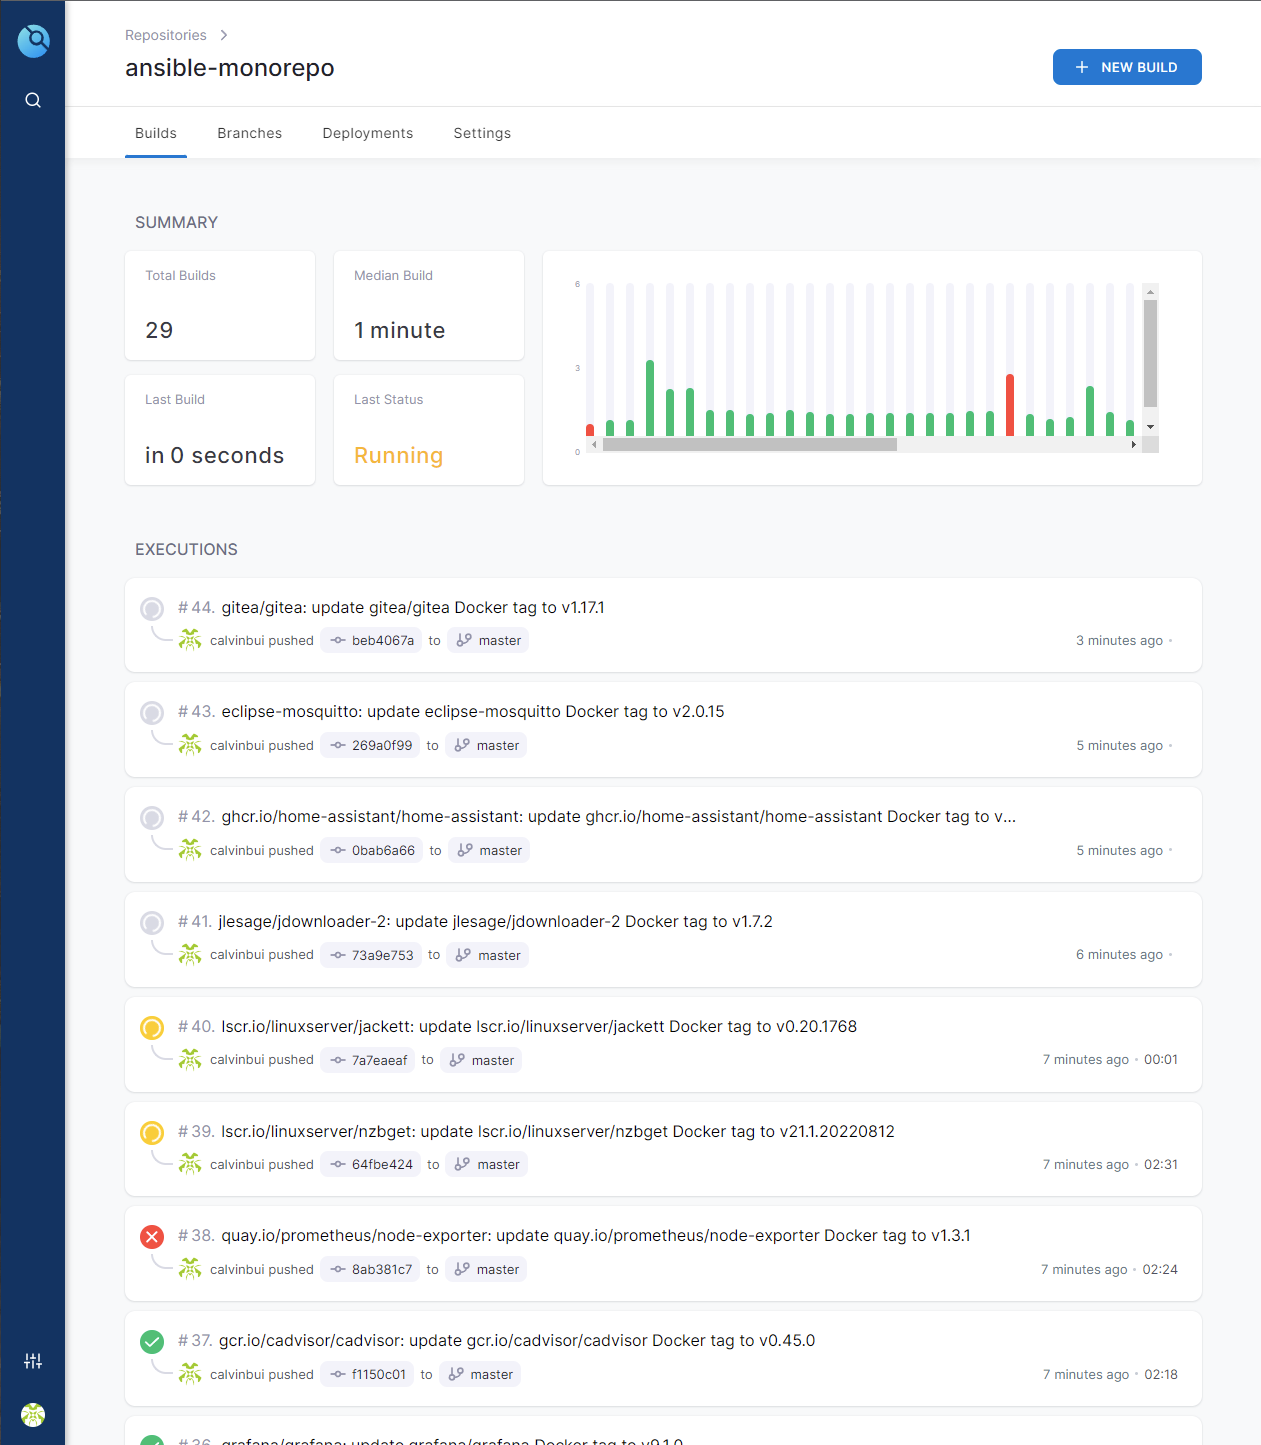 Repositories
ansible-monorepo
NEW BUILD
Builds Branches Deployments Settings
SUMMARY
Total Builds
29
Median Build
1 minute
Last Build
in 0 seconds
Last Status
Running
6
3
0
EXECUTIONS
#44. gitea/gitea: update gitea/gitea Docker tag to v1.17.1
calvinbui pushed beb4067a to master 3 minutes ago •
#43. eclipse-mosquitto: update eclipse-mosquitto Docker tag to v2.0.15
calvinbui pushed 269a0f99 to master 5 minutes ago •
#42. ghcr.io/home-assistant/home-assistant: update ghcr.io/home-assistant/home-assistant Docker tag to v...
calvinbui pushed 0bab6a66 to master 5 minutes ago •
#41. jlesage/jdownloader-2: update jlesage/jdownloader-2 Docker tag to v1.7.2
calvinbui pushed 73a9e753 to master 6 minutes ago •
#40. lscr.io/linuxserver/jackett: update lscr.io/linuxserver/jackett Docker tag to v0.20.1768
calvinbui pushed 7a7eaeaf to master 7 minutes ago • 00:01
#39. lscr.io/linuxserver/nzbget: update lscr.io/linuxserver/nzbget Docker tag to v21.1.20220812
calvinbui pushed 64fbe424 to master 7 minutes ago • 02:31
#38. quay.io/prometheus/node-exporter: update quay.io/prometheus/node-exporter Docker tag to v1.3.1
calvinbui pushed 8ab381c7 to master 7 minutes ago • 02:24
#37. gcr.io/cadvisor/cadvisor: update gcr.io/cadvisor/cadvisor Docker tag to v0.45.0
calvinbui pushed f1150c01 to master 7 minutes ago • 02:18
#36. grafana/grafana: update grafana/grafana Docker tag to v9.1.0